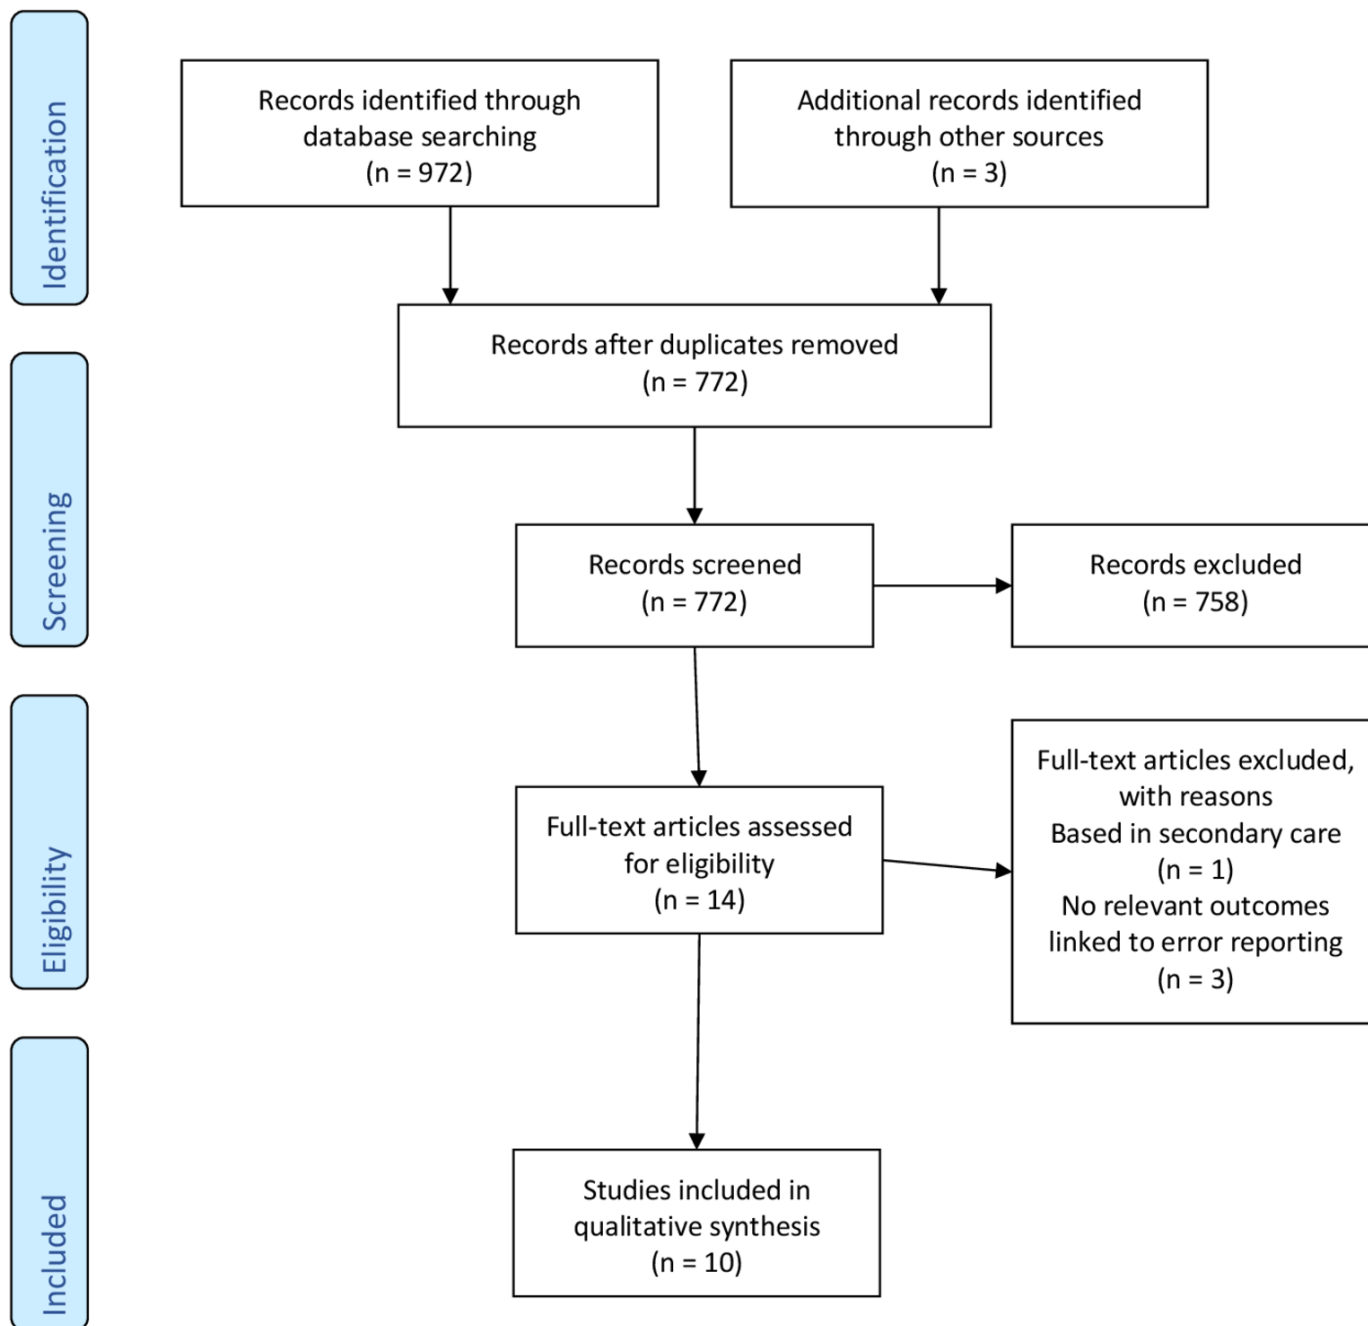 Identification
Records identified through
database searching
(n = 972)
Additional records identified
through other sources
(n = 3)
Records after duplicates removed
(n = 772)
Screening
Records screened
(n = 772)
Records excluded
(n = 758)
Eligibility
Full-text articles assessed
for eligibility
(n = 14)
Full-text articles excluded,
with reasons
Based in secondary care
(n = 1)
No relevant outcomes
linked to error reporting
(n = 3)
Included
Studies included in
qualitative synthesis
(n = 10)